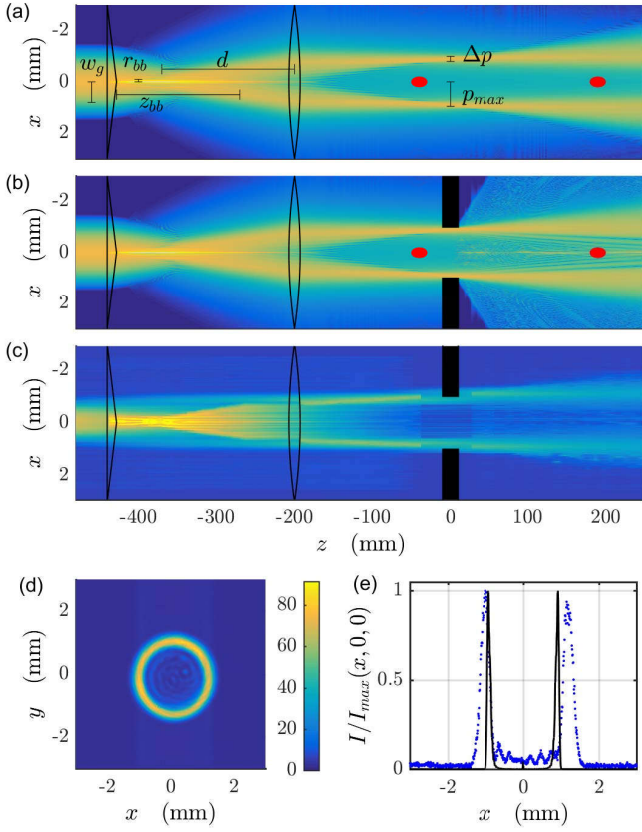 (a)
-2
0
2
x (mm)
w_g
r_bb
z_bb
d
Δp
p_max
(b)
-2
0
2
x (mm)
(c)
-2
0
2
x (mm)
-400
-300
-200
-100
0
100
200
z (mm)
(d)
2
0
-2
y (mm)
-2
0
2
x (mm)
80
60
40
20
0
(e)
1
0.5
0
I/I_max(x, 0, 0)
-2
0
2
x (mm)